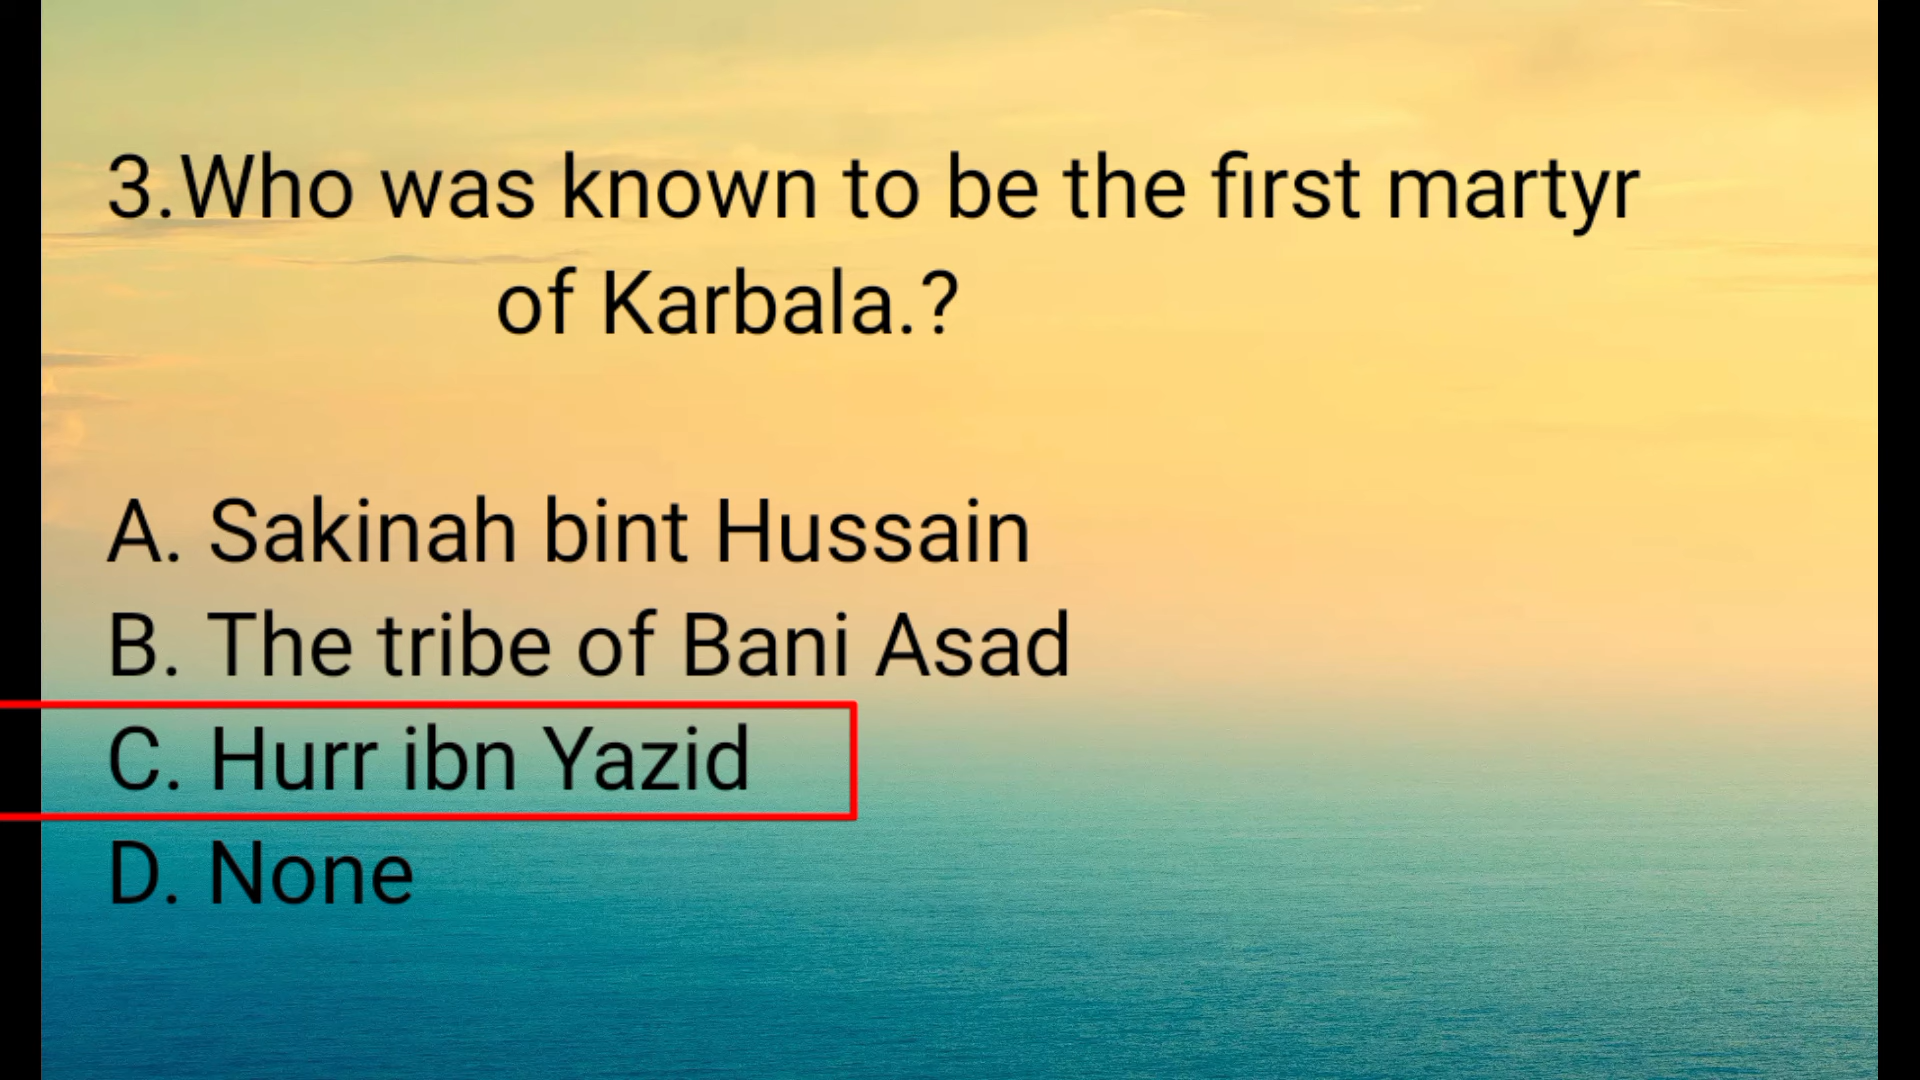 3.Who was known to be the first martyr
of Karbala.?
A. Sakinah bint Hussain
B. The tribe of Bani Asad
C. Hurr ibn Yazid
D. None